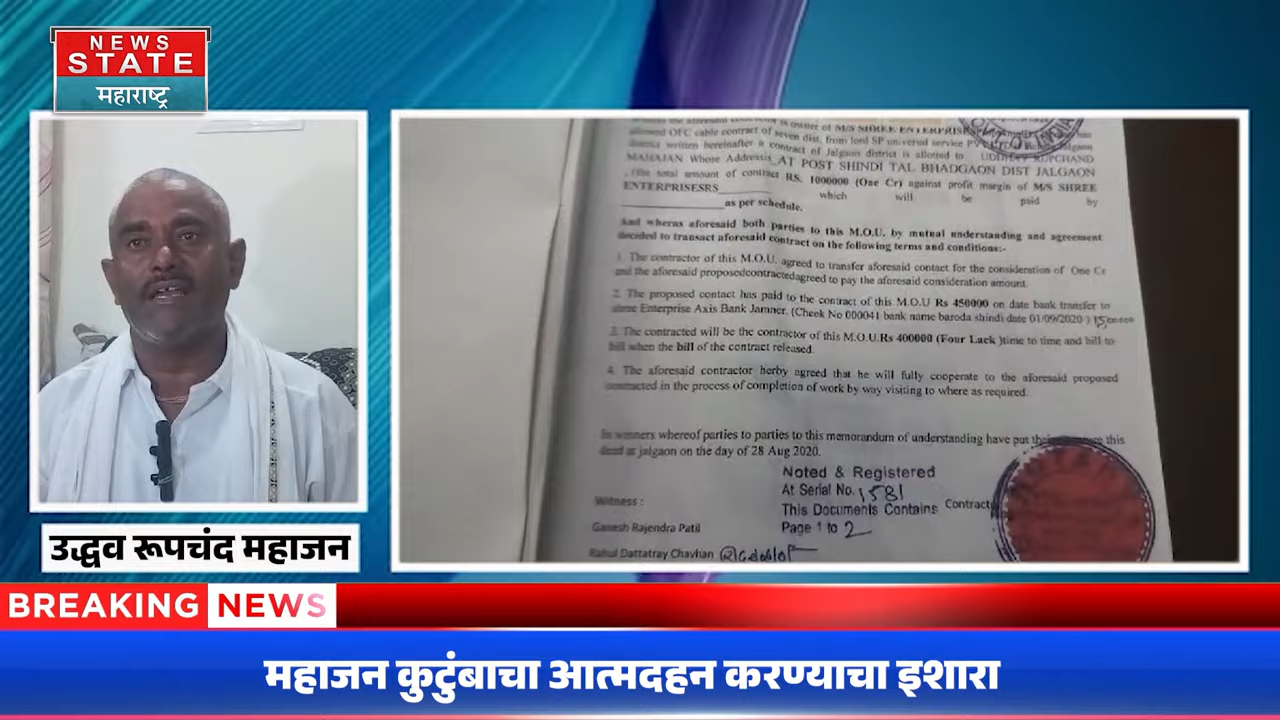 NEWS
STATE
महाराष्ट्र
is owner of M/S SHREE ENTERPRISE
allowed OFC cable contract of seven dist, from lord SP universal service
district written hereinafter a contract of Jalgaon district is allotted to UDDHAV RUPCHAND
MAHAJAN Whose Addresis AT POST SHINDI TAL BHADGAON DIST JALGAON
The total amount of contract RS. 1000000 (One Cr) against profit margin of M/S SHREE
ENTERPRISESRS which will be paid by
as per schedule.
And wheras aforesaid both parties to this M.O.U. by mutual understanding and agreement
decided to transact aforesaid contract on the following terms and conditions:-
1. The contractor of this M.O.U. agreed to transfer aforesaid contact for the consideration of One Cr
and the aforesaid proposedcontractedagreed to pay the aforesaid consideration amount.
2. The proposed contact has paid to the contract of this M.O.U Rs 450000 on date bank transfer to
Enterprise Axis Bank Jamner. (Cheek No 000041 bank name baroda shindi date 01/09/2020 )
3. The contracted will be the contractor of this M.O.U.Rs 400000 (Four Lack )time to time and bill to
bill when the bill of the contract released.
4. The aforesaid contractor herby agreed that he will fully cooperate to the aforesaid proposed
contracted in the process of completion of work by way visiting to where as required.
In whereof parties to parties to this memorandum of understanding have put their this
at jalgaon on the day of 28 Aug 2020.
Noted & Registered
At Serial No. 1581
This Documents Contains
Page 1 to 2
Contract
Witness :
Ganesh Rajendra Patil
Rahul Dattatray Chavhan
उद्धव रूपचंद महाजन
BREAKING NEWS
महाजन कुटुंबाचा आत्मदहन करण्याचा इशारा